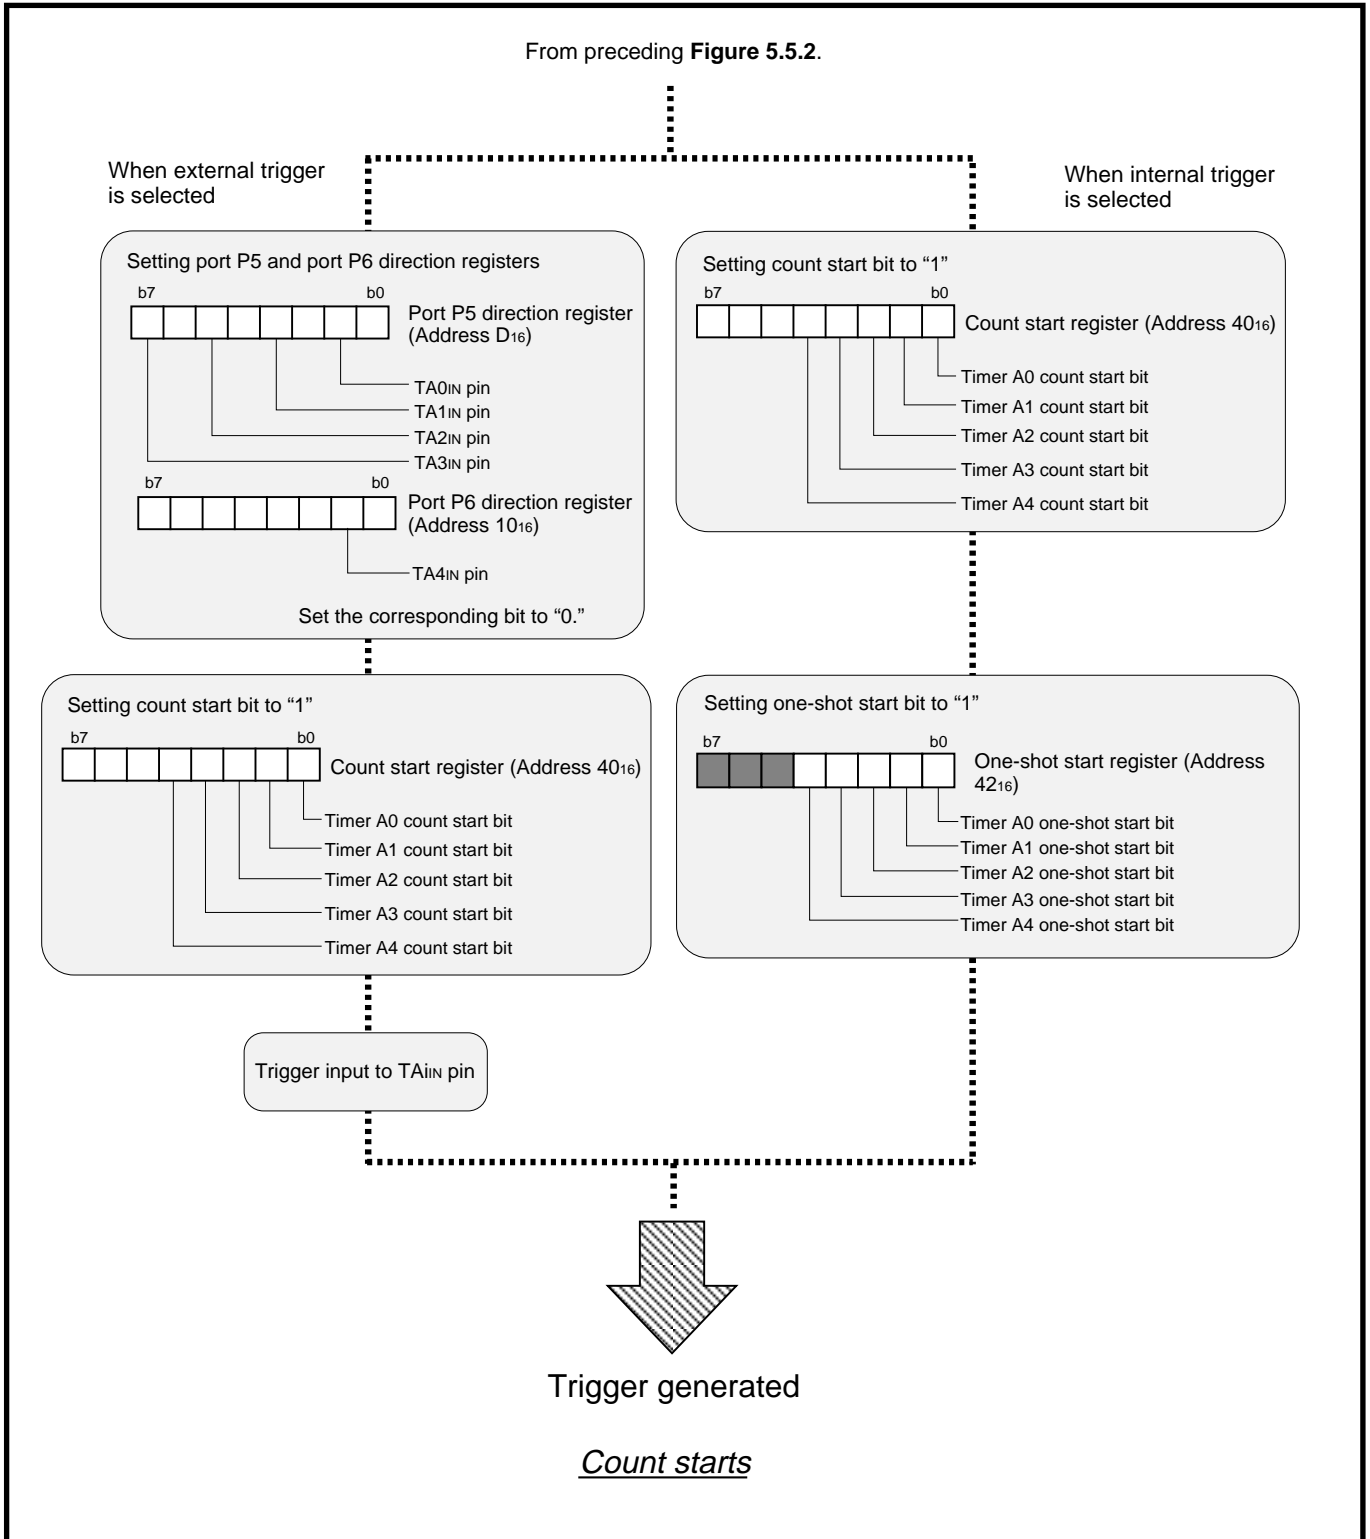 From preceding Figure 5.5.2.
When external trigger
is selected
When internal trigger
is selected
Setting port P5 and port P6 direction registers
b7 b0
Port P5 direction register
(Address D16)
TA0IN pin
TA1IN pin
TA2IN pin
TA3IN pin
b7 b0
Port P6 direction register
(Address 1016)
TA4IN pin
Set the corresponding bit to “0.”
Setting count start bit to “1”
b7 b0
Count start register (Address 4016)
Timer A0 count start bit
Timer A1 count start bit
Timer A2 count start bit
Timer A3 count start bit
Timer A4 count start bit
Setting count start bit to “1”
b7 b0
Count start register (Address 4016)
Timer A0 count start bit
Timer A1 count start bit
Timer A2 count start bit
Timer A3 count start bit
Timer A4 count start bit
Setting one-shot start bit to “1”
b7 b0
One-shot start register (Address
4216)
Timer A0 one-shot start bit
Timer A1 one-shot start bit
Timer A2 one-shot start bit
Timer A3 one-shot start bit
Timer A4 one-shot start bit
Trigger input to TAiIN pin
Trigger generated
Count starts